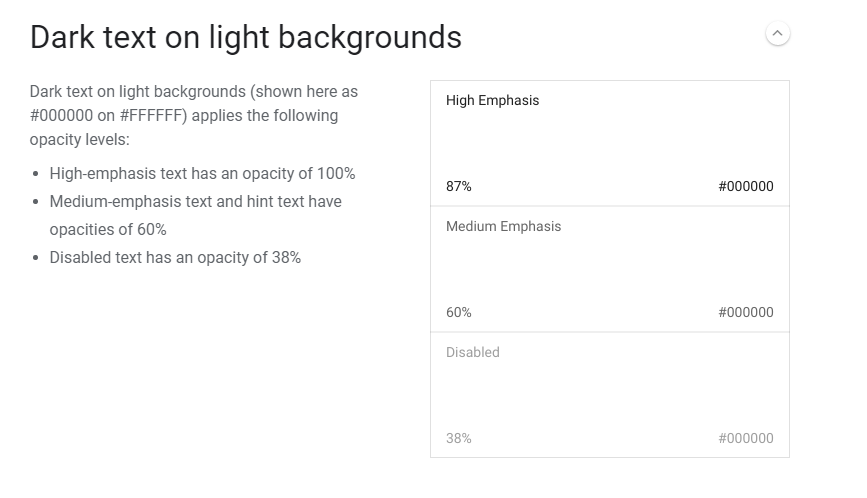 Dark text on light backgrounds
Dark text on light backgrounds (shown here as
#000000 on #FFFFFF) applies the following
opacity levels:
• High-emphasis text has an opacity of 100%
• Medium-emphasis text and hint text have
opacities of 60%
• Disabled text has an opacity of 38%
High Emphasis
87% #000000
Medium Emphasis
60% #000000
Disabled
38% #000000